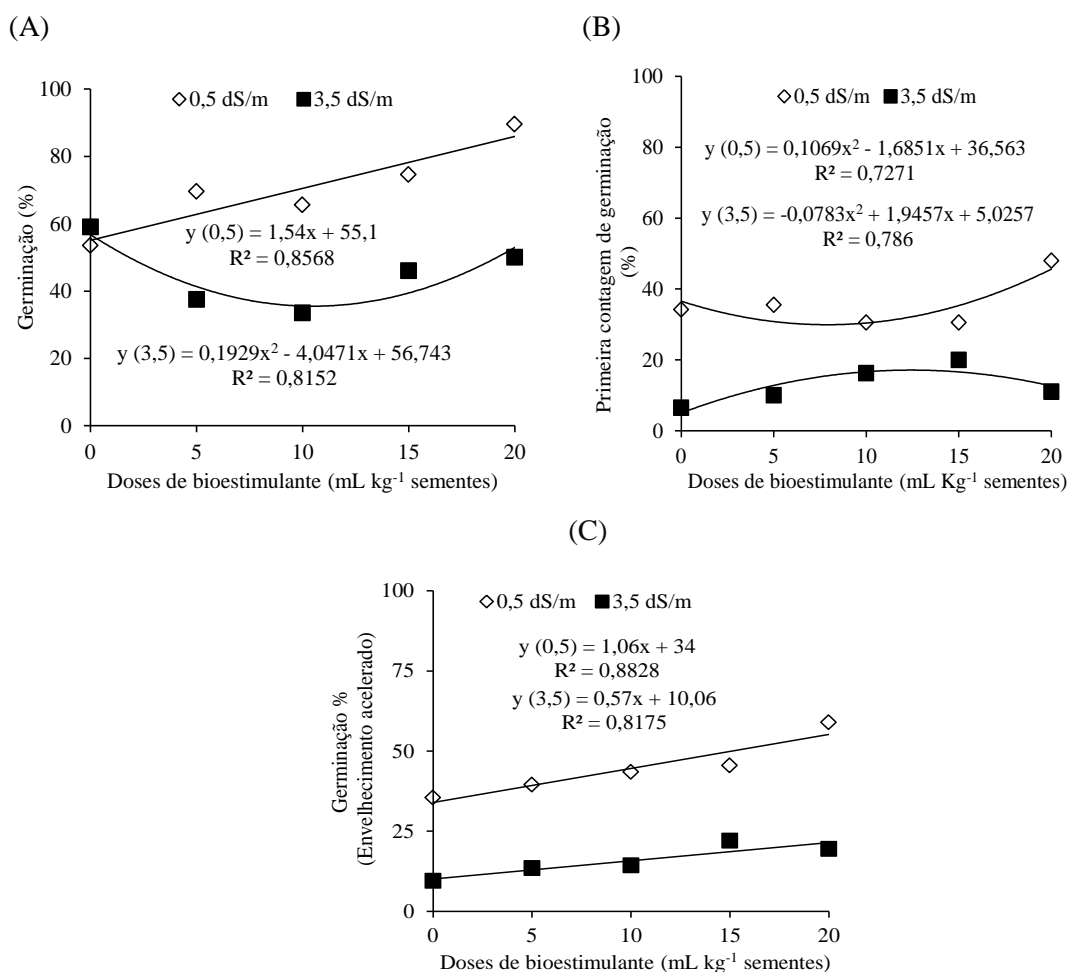 (A)
0,5 dS/m 3,5 dS/m
100
80
60
40
20
0
Germinação (%)
y (0,5) = 1,54x + 55,1
R² = 0,8568
y (3,5) = 0,1929x² - 4,0471x + 56,743
R² = 0,8152
0 5 10 15 20
Doses de bioestimulante (mL kg⁻¹ sementes)
(B)
0,5 dS/m 3,5 dS/m
100
80
60
40
20
0
Primeira contagem de germinação
(%)
y (0,5) = 0,1069x² - 1,6851x + 36,563
R² = 0,7271
y (3,5) = -0,0783x² + 1,9457x + 5,0257
R² = 0,786
0 5 10 15 20
Doses de bioestimulante (mL Kg⁻¹ sementes)
(C)
0,5 dS/m 3,5 dS/m
100
75
50
25
0
Germinação %
(Envelhecimento acelerado)
y (0,5) = 1,06x + 34
R² = 0,8828
y (3,5) = 0,57x + 10,06
R² = 0,8175
0 5 10 15 20
Doses de bioestimulante (mL kg⁻¹ sementes)